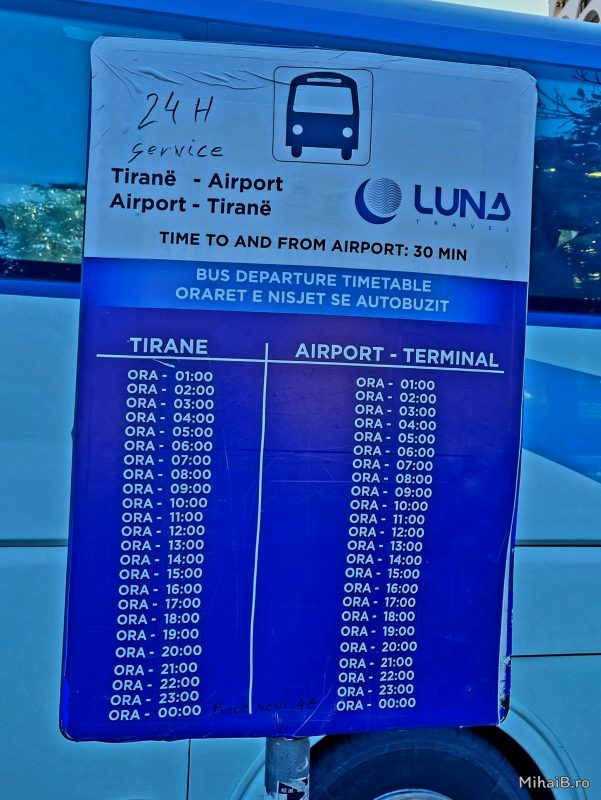 24 H
service
Tiranë - Airport
Airport - Tiranë
LUNA
TRAVEL
TIME TO AND FROM AIRPORT: 30 MIN
BUS DEPARTURE TIMETABLE
ORARET E NISJET SE AUTOBUZIT
TIRANE
ORA - 01:00
ORA - 02:00
ORA - 03:00
ORA - 04:00
ORA - 05:00
ORA - 06:00
ORA - 07:00
ORA - 08:00
ORA - 09:00
ORA - 10:00
ORA - 11:00
ORA - 12:00
ORA - 13:00
ORA - 14:00
ORA - 15:00
ORA - 16:00
ORA - 17:00
ORA - 18:00
ORA - 19:00
ORA - 20:00
ORA - 21:00
ORA - 22:00
ORA - 23:00
ORA - 00:00
AIRPORT - TERMINAL
ORA - 01:00
ORA - 02:00
ORA - 03:00
ORA - 04:00
ORA - 05:00
ORA - 06:00
ORA - 07:00
ORA - 08:00
ORA - 09:00
ORA - 10:00
ORA - 11:00
ORA - 12:00
ORA - 13:00
ORA - 14:00
ORA - 15:00
ORA - 16:00
ORA - 17:00
ORA - 18:00
ORA - 19:00
ORA - 20:00
ORA - 21:00
ORA - 22:00
ORA - 23:00
ORA - 00:00
Price
MihaiB.ro